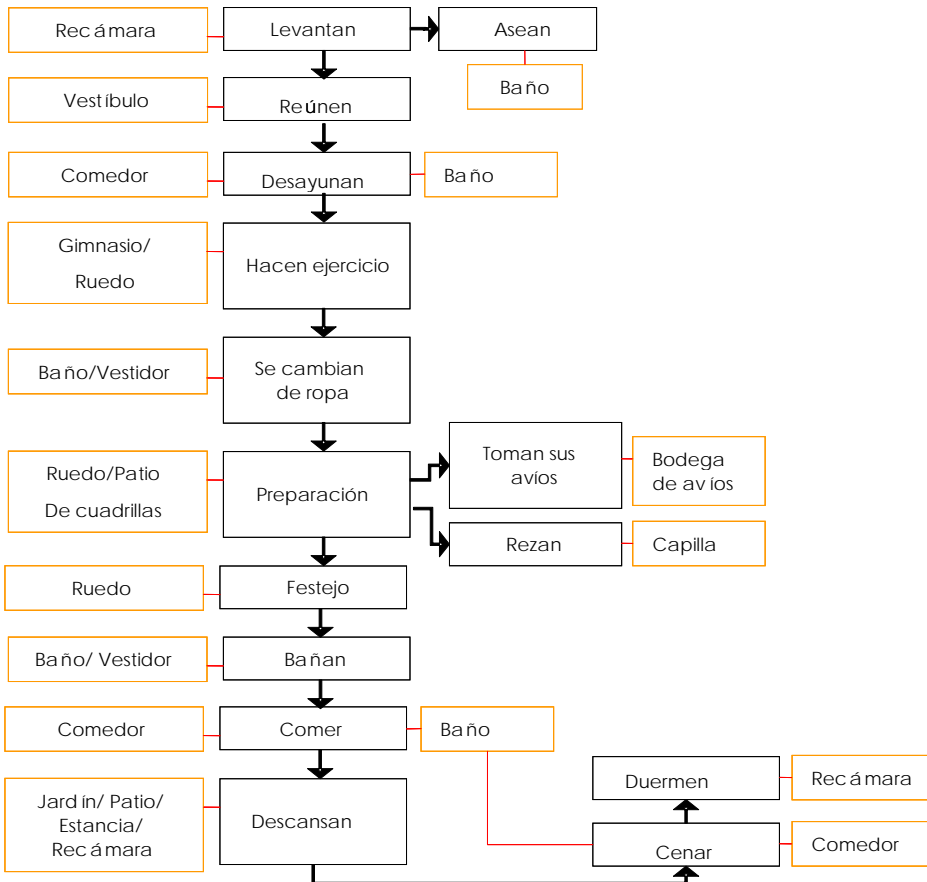 Recámara
Levantan
Asean
Baño
Vestíbulo
Reúnen
Comedor
Desayunan
Baño
Gimnasio/
Ruedo
Hacen ejercicio
Baño/Vestidor
Se cambian
de ropa
Ruedo/Patio
De cuadrillas
Preparación
Toman sus
avíos
Bodega
de avíos
Rezan
Capilla
Ruedo
Festejo
Baño/ Vestidor
Bañan
Comedor
Comer
Baño
Jardín/ Patio/
Estancia/
Recámara
Descansan
Duermen
Recámara
Cenar
Comedor